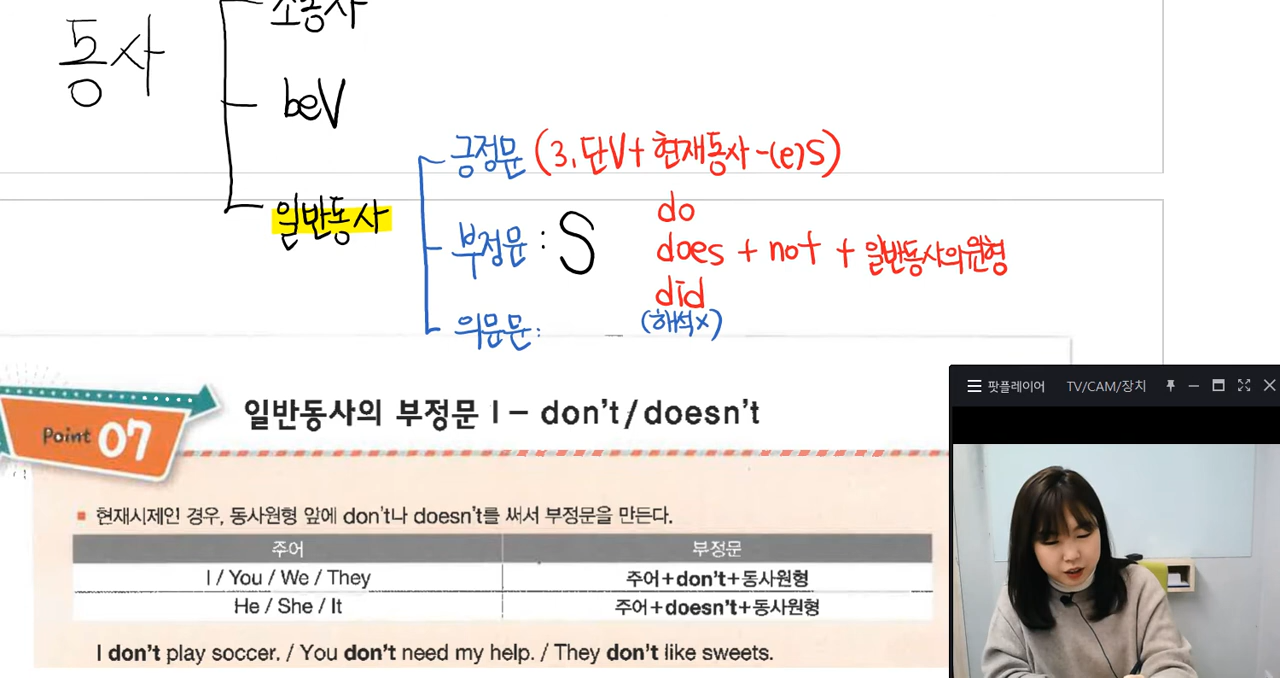 조동사
동사
beV
긍정문 (3.단V+ 현재동사-(e)S)
일반동사
do
부정문 : S does + not + 일반동사의원형
did
의문문: (해석x)
팟플레이어 TV/CAM/장치
Point 07
일반동사의 부정문 I – don't/doesn't
현재시제인 경우, 동사원형 앞에 don't나 doesn't를 써서 부정문을 만든다.
주어 부정문
I / You / We / They 주어+don't+동사원형
He / She / It 주어+doesn't+동사원형
I don't play soccer. / You don't need my help. / They don't like sweets.